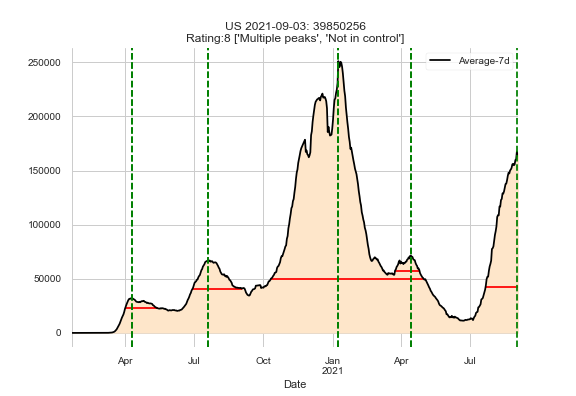 US 2021-09-03: 39850256
Rating:8 ['Multiple peaks', 'Not in control']
Average-7d
250000
200000
150000
100000
50000
0
Apr
Jul
Oct
Jan
2021
Apr
Jul
Date